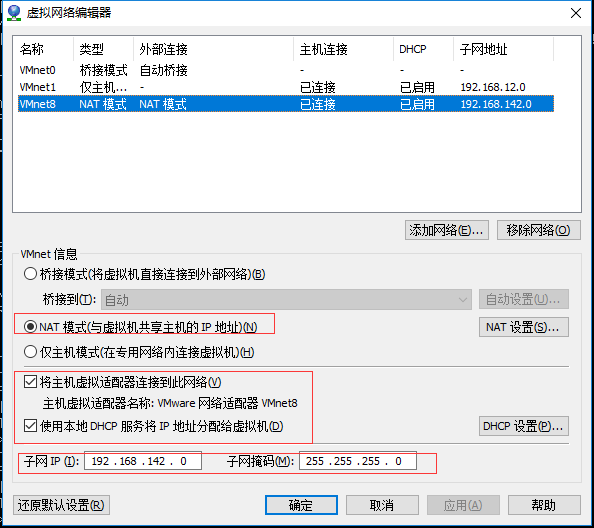 虚拟网络编辑器
名称 类型 外部连接 主机连接 DHCP 子网地址
VMnet0 桥接模式 自动桥接 - - -
VMnet1 仅主机... - 已连接 已启用 192.168.12.0
VMnet8 NAT 模式 NAT 模式 已连接 已启用 192.168.142.0
添加网络(E)... 移除网络(O)
VMnet 信息
桥接模式(将虚拟机直接连接到外部网络)(B)
桥接到(T): 自动 自动设置(U)...
NAT 模式(与虚拟机共享主机的 IP 地址)(N) NAT 设置(S)...
仅主机模式(在专用网络内连接虚拟机)(H)
将主机虚拟适配器连接到此网络(V)
主机虚拟适配器名称: VMware 网络适配器 VMnet8
使用本地 DHCP 服务将 IP 地址分配给虚拟机(D) DHCP 设置(P)...
子网 IP (I): 192 .168 .142 . 0 子网掩码(M): 255 .255 .255 . 0
还原默认设置(R) 确定 取消 应用(A) 帮助